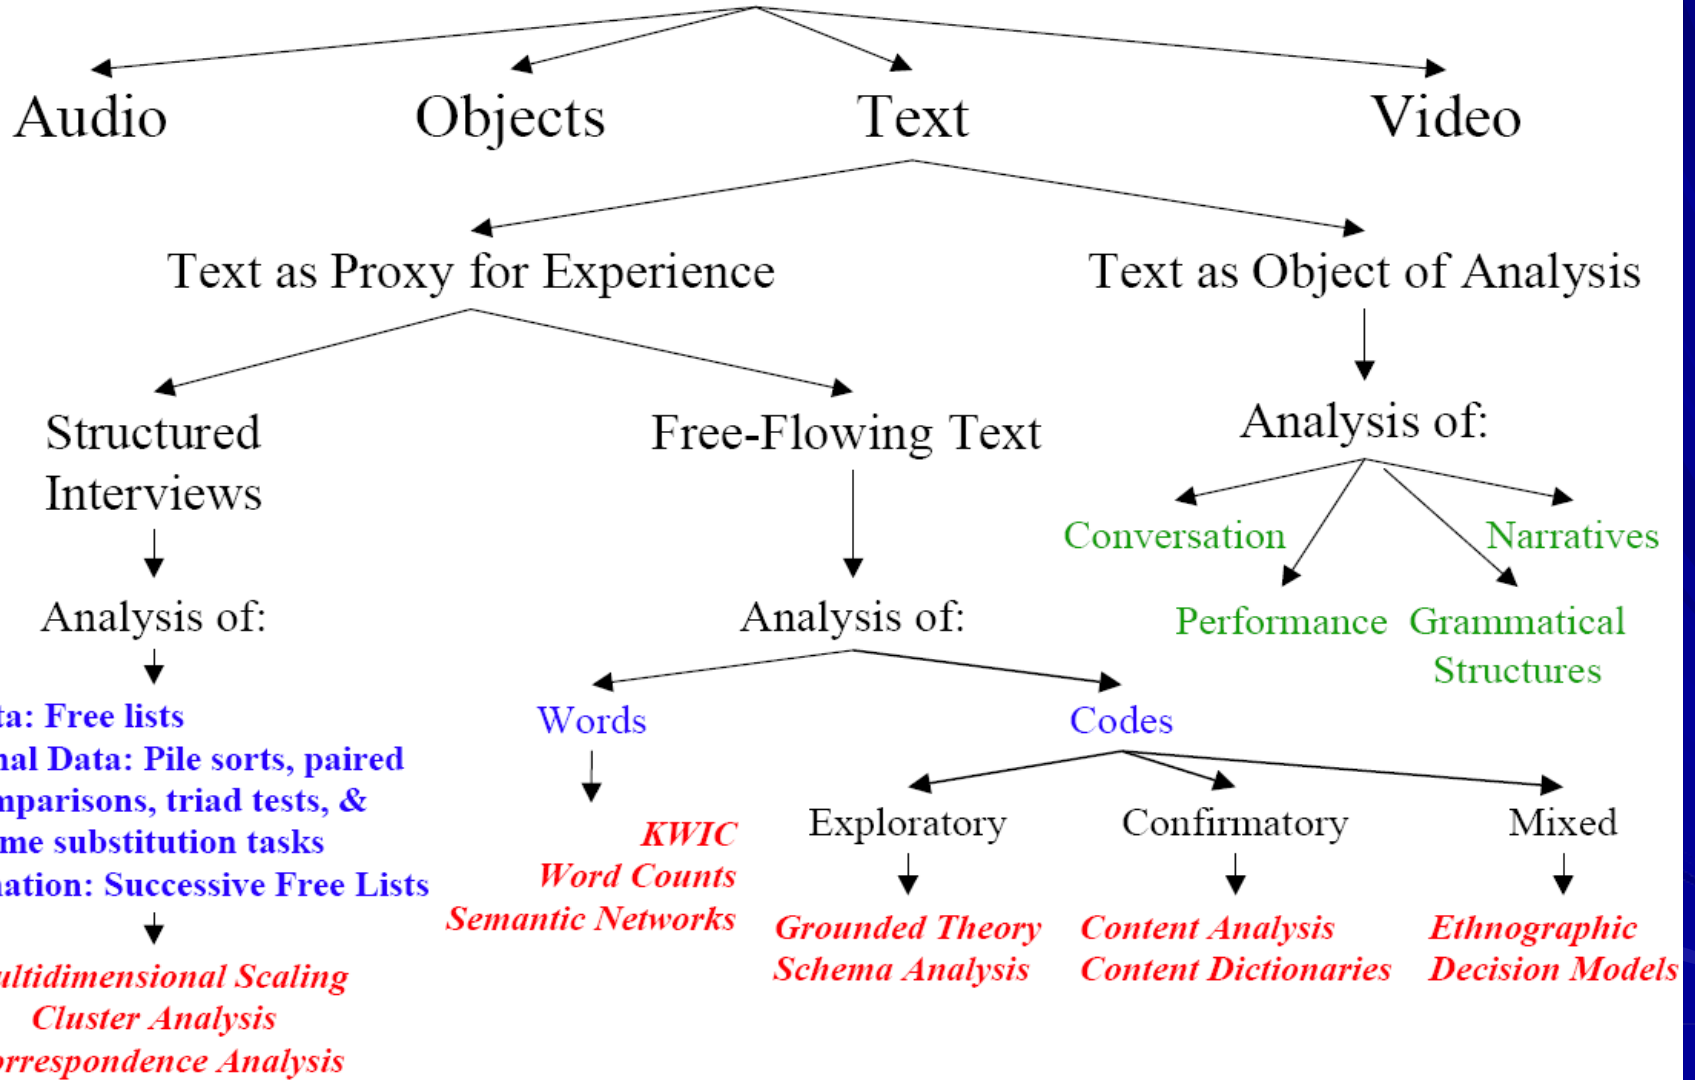 Audio Objects Text Video
Text as Proxy for Experience Text as Object of Analysis
Structured
Interviews
Free-Flowing Text
Analysis of:
Conversation Narratives
Performance Grammatical
Structures
Analysis of:
Analysis of:
ta: Free lists
nal Data: Pile sorts, paired
mparisons, triad tests, &
me substitution tasks
nation: Successive Free Lists
ultidimensional Scaling
Cluster Analysis
orrespondence Analysis
Words Codes
KWIC
Word Counts
Semantic Networks
Exploratory Confirmatory Mixed
Grounded Theory
Schema Analysis
Content Analysis
Content Dictionaries
Ethnographic
Decision Models